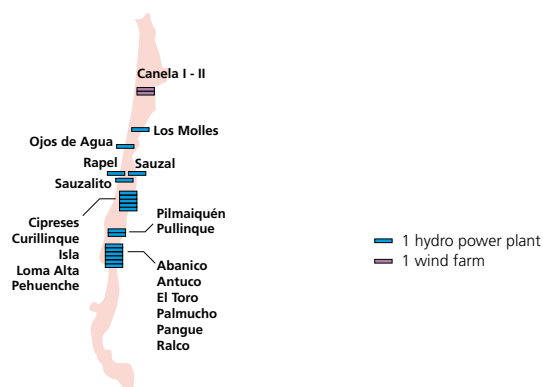 Canela I - II
Los Molles
Ojos de Agua
Rapel
Sauzal
Sauzalito
Cipreses
Curillinque
Isla
Loma Alta
Pehuenche
Pilmaiquén
Pullinque
Abanico
Antuco
El Toro
Palmucho
Pangue
Ralco
1 hydro power plant
1 wind farm